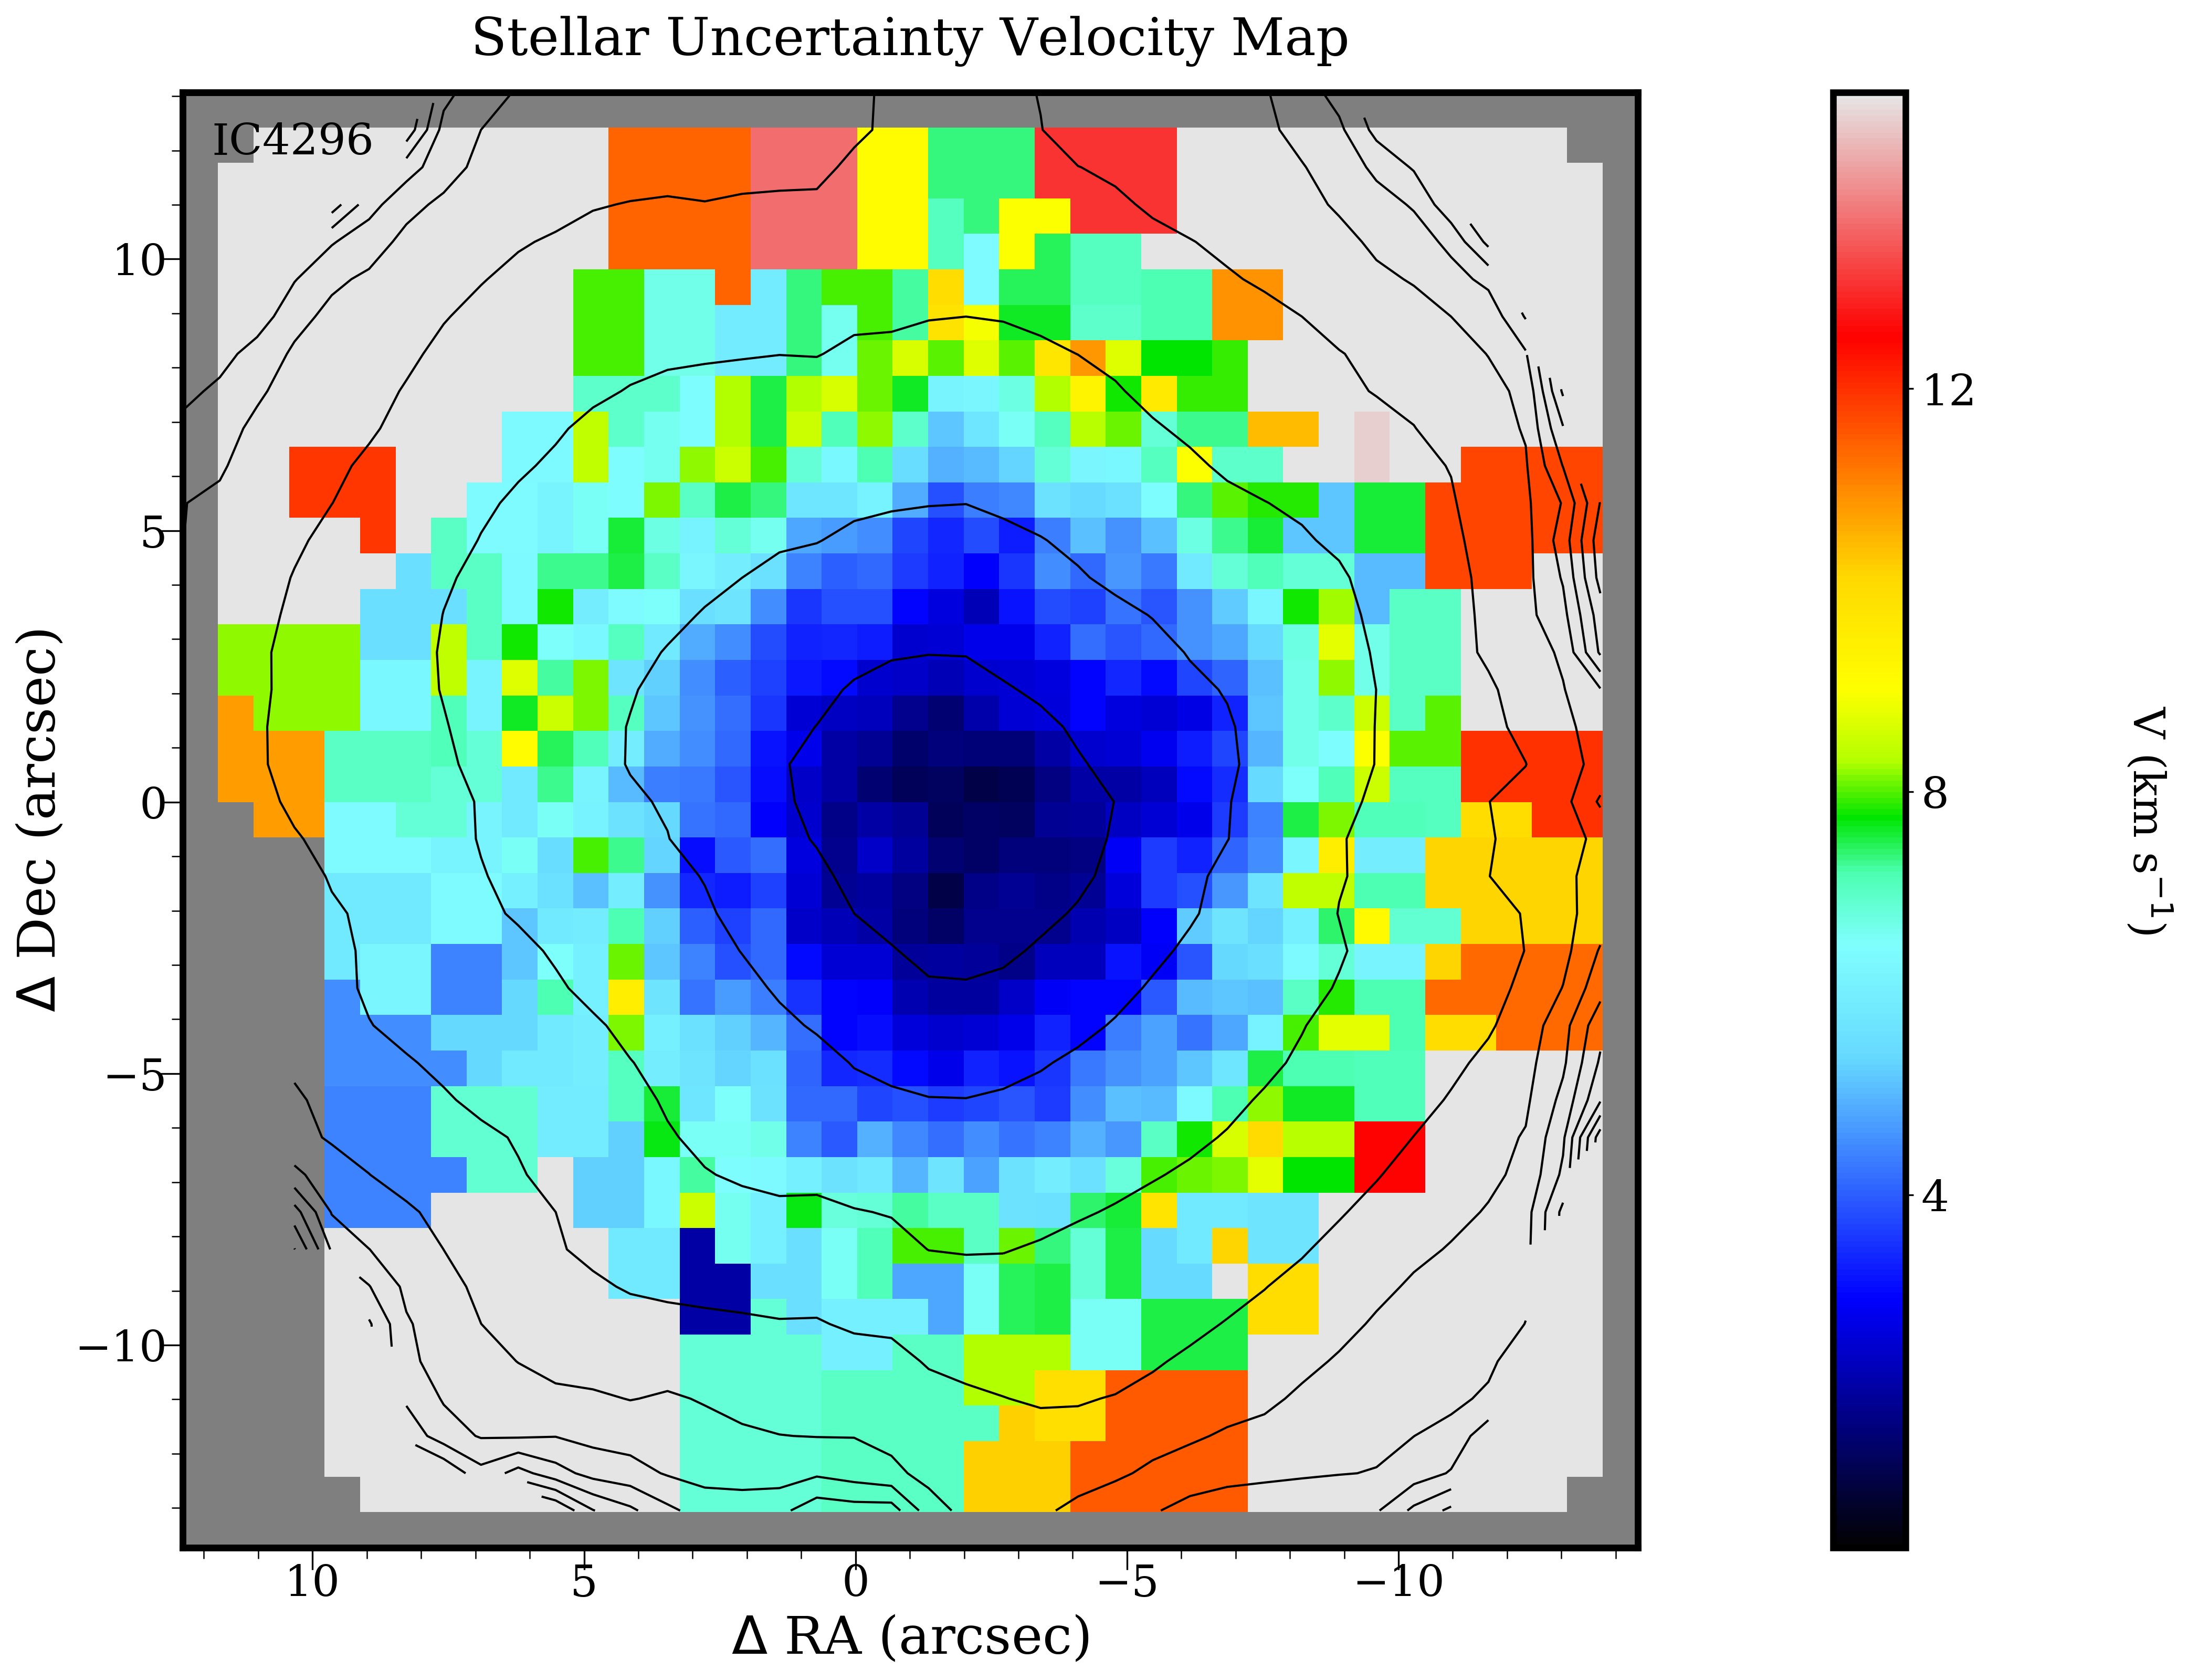 Stellar Uncertainty Velocity Map
IC4296
10
5
0
−5
−10
Δ Dec (arcsec)
10
5
0
−5
−10
Δ RA (arcsec)
12
8
4
V (km s⁻¹)